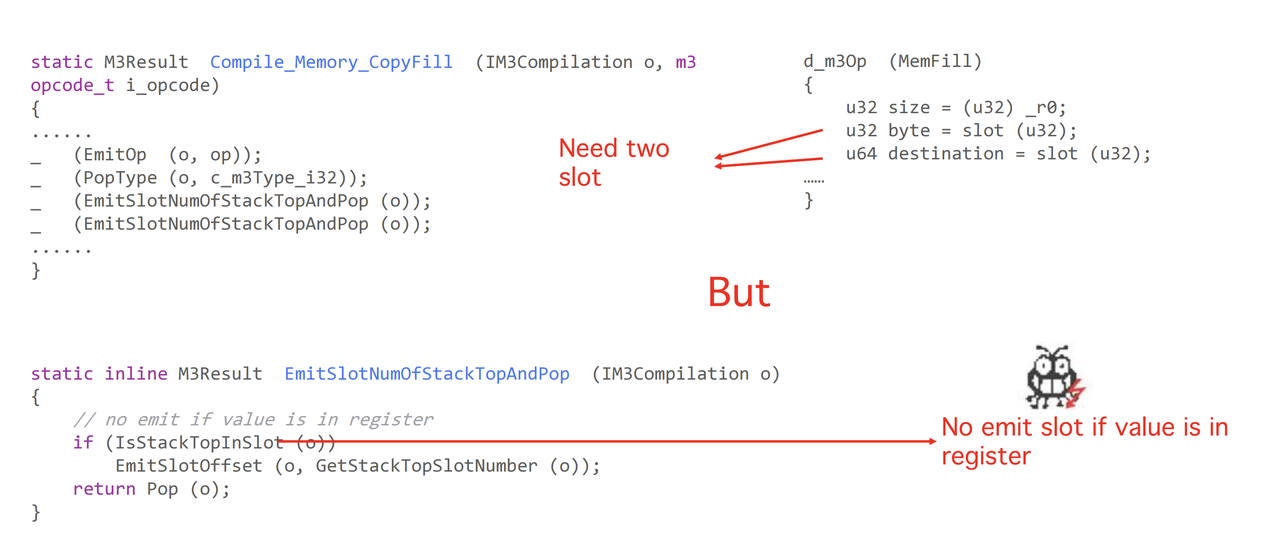 static M3Result  Compile_Memory_CopyFill  (IM3Compilation o, m3
opcode_t i_opcode)
{
......
_   (EmitOp  (o, op));
_   (PopType (o, c_m3Type_i32));
_   (EmitSlotNumOfStackTopAndPop (o));
_   (EmitSlotNumOfStackTopAndPop (o));
......
}
Need two
slot
d_m3Op  (MemFill)
{
    u32 size = (u32) _r0;
    u32 byte = slot (u32);
    u64 destination = slot (u32);
……
}
But
static inline M3Result  EmitSlotNumOfStackTopAndPop  (IM3Compilation o)
{
    // no emit if value is in register
    if (IsStackTopInSlot (o))
        EmitSlotOffset (o, GetStackTopSlotNumber (o));
    return Pop (o);
}
No emit slot if value is in
register